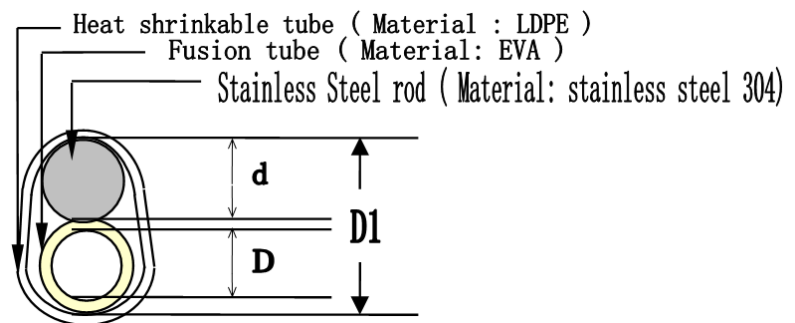 Heat shrinkable tube ( Material : LDPE )
Fusion tube ( Material: EVA )
Stainless Steel rod ( Material: stainless steel 304)
d
D1
D